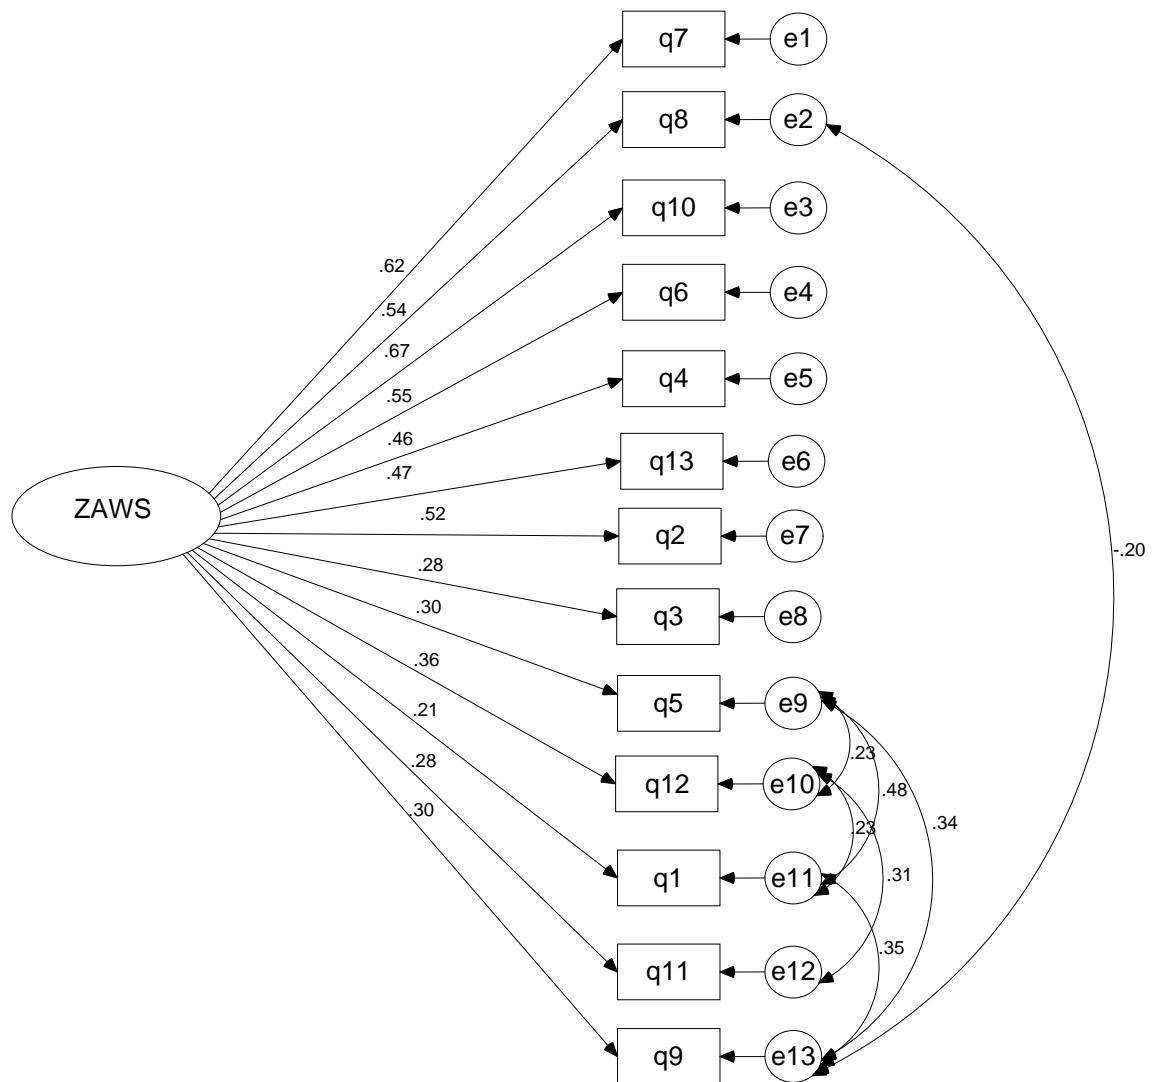 q7 e1
q8 e2
q10 e3
.62
q6 e4
.54
.67
q4 e5
.55
.46
q13 e6
.47
ZAWS
.52
q2 e7
-.20
.28
.30
q3 e8
.36
q5 e9
.21
.23
.28
q12 e10
.48
.30
.34
.23
q1 e11
.31
.35
q11 e12
q9 e13